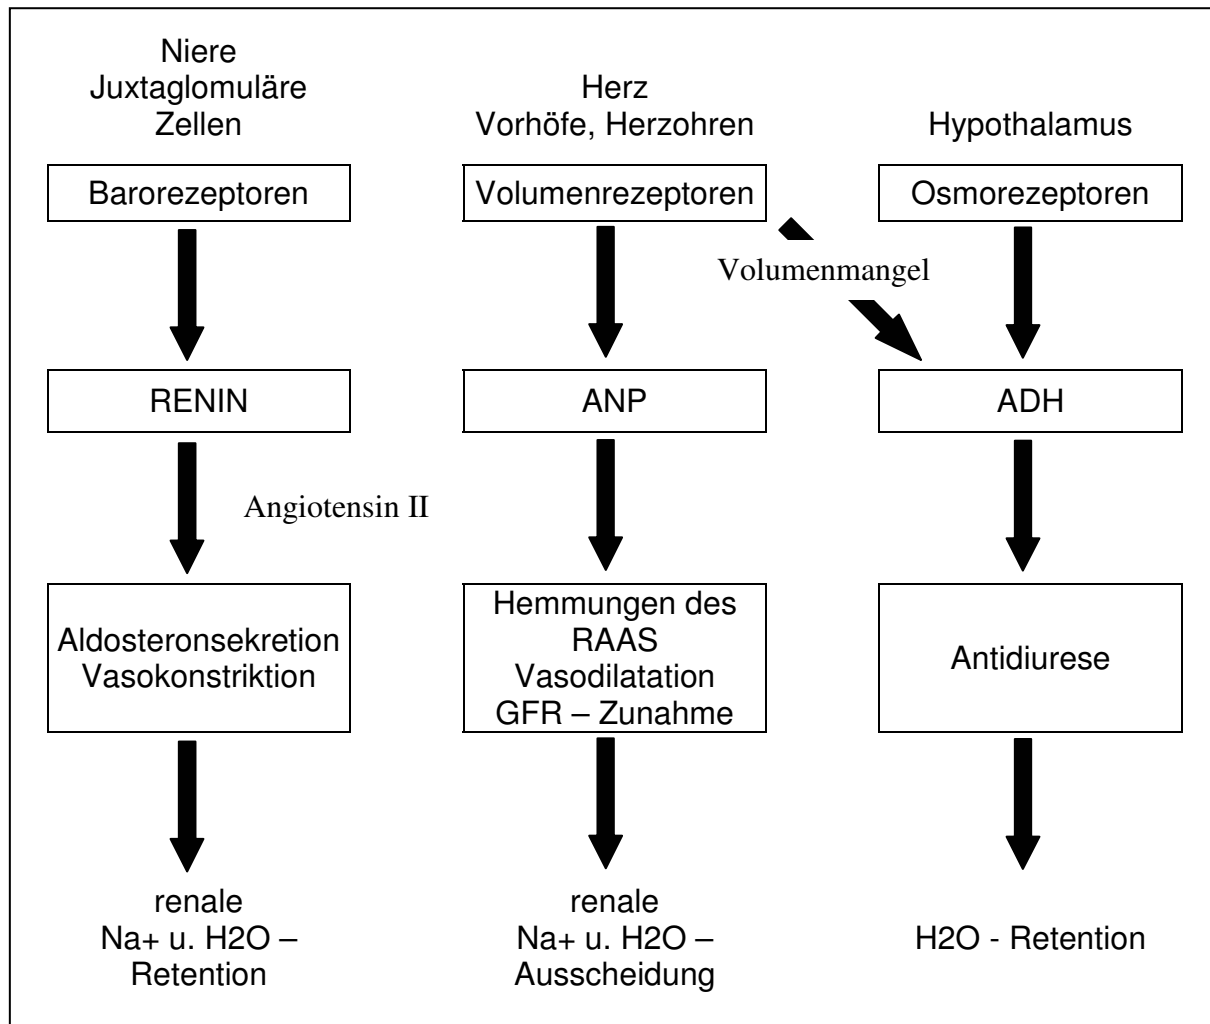 Niere
Juxtaglomuläre
Zellen
Herz
Vorhöfe, Herzohren
Hypothalamus
Barorezeptoren
Volumenrezeptoren
Osmorezeptoren
Volumenmangel
RENIN
ANP
ADH
Angiotensin II
Aldosteronsekretion
Vasokonstriktion
Hemmungen des
RAAS
Vasodilatation
GFR – Zunahme
Antidiurese
renale
Na+ u. H2O –
Retention
renale
Na+ u. H2O –
Ausscheidung
H2O - Retention